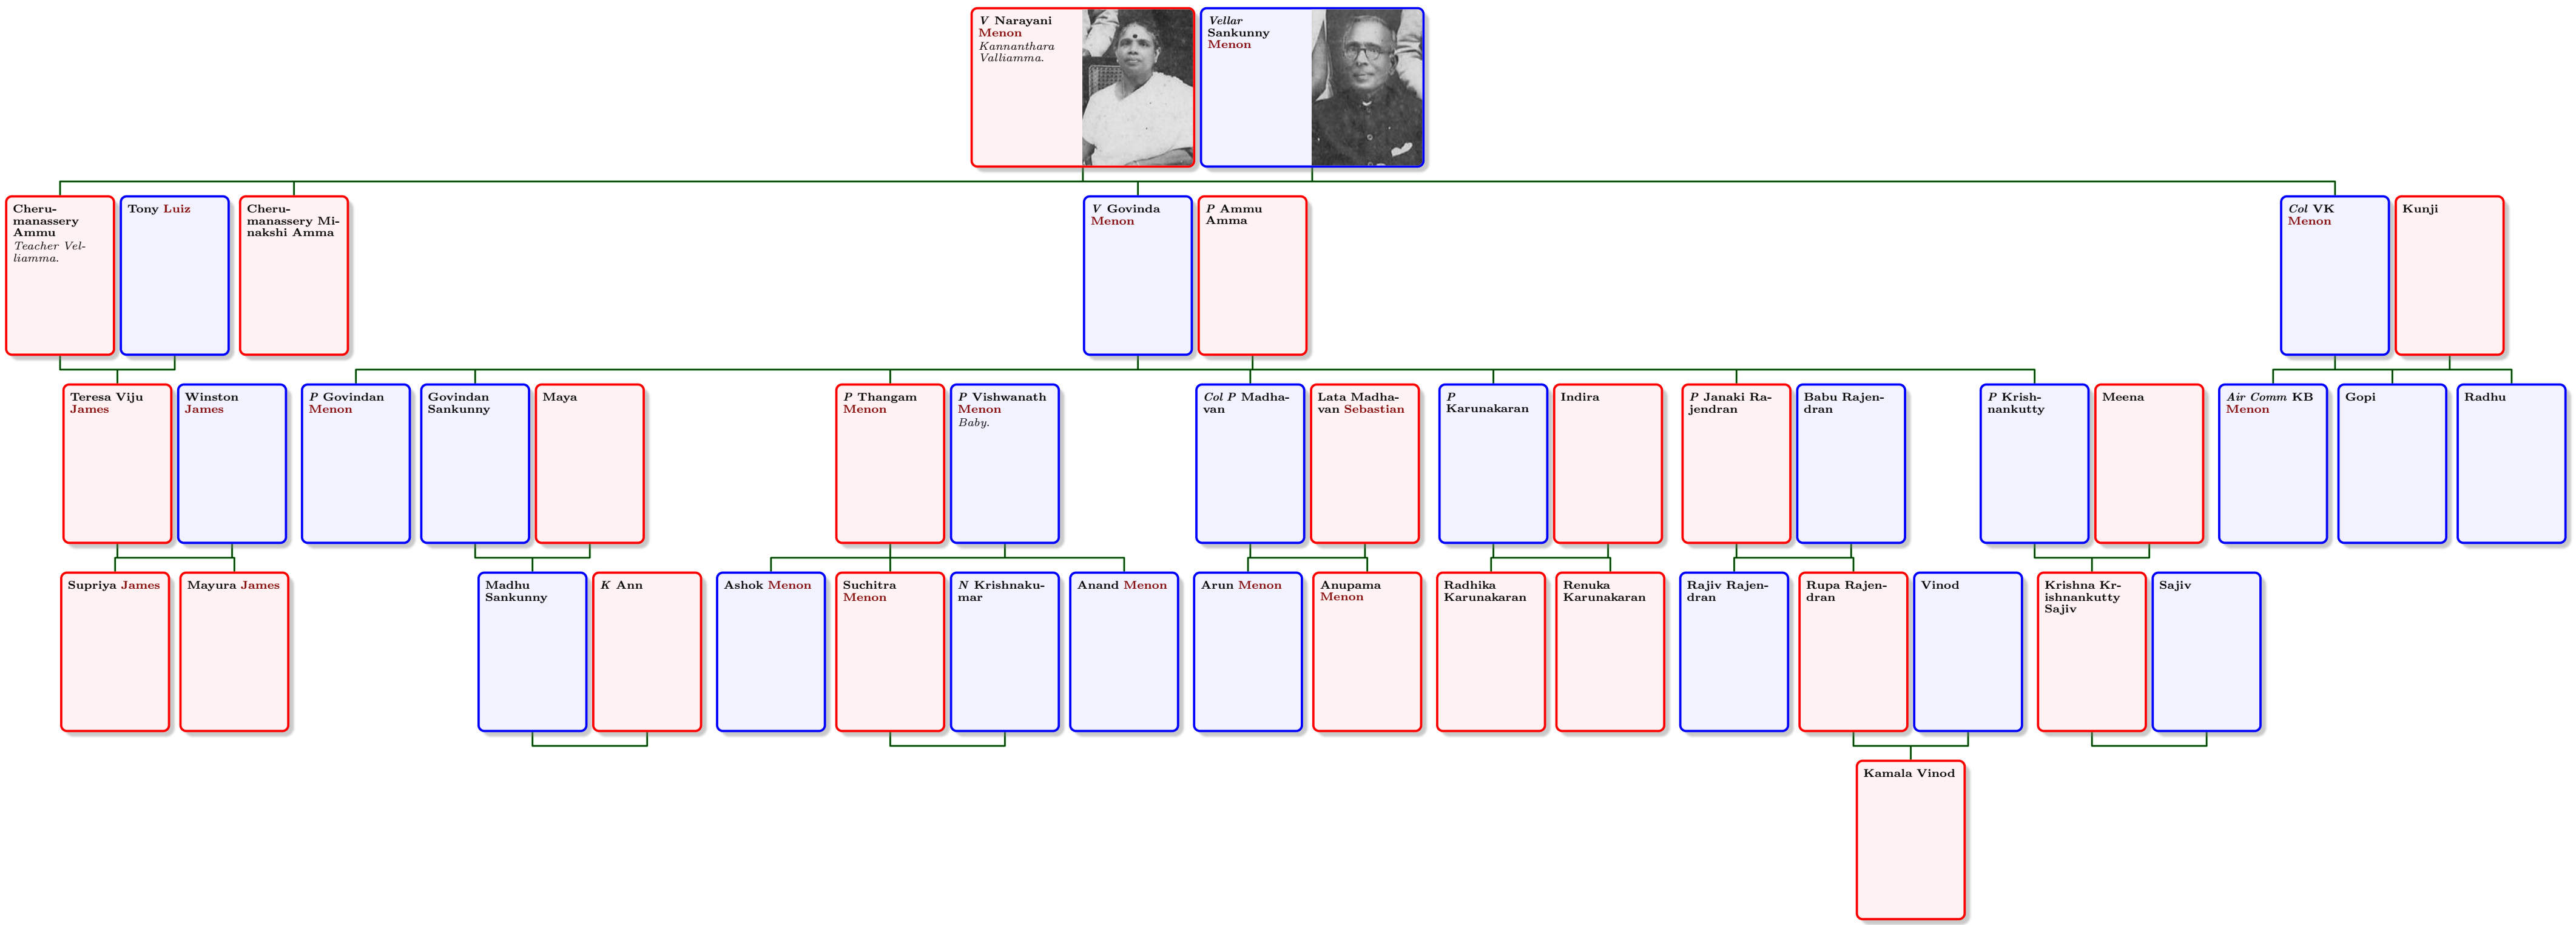 V Narayani
Menon
Kannanthara
Valliamma.
Vellar
Sankunny
Menon
Cheru-
manassery
Ammu
Teacher Vel-
liamma.
Tony Luiz
Cheru-
manassery Mi-
nakshi Amma
V Govinda
Menon
P Ammu
Amma
Col VK
Menon
Kunji
Teresa Viju
James
Winston
James
P Govindan
Menon
Govindan
Sankunny
Maya
P Thangam
Menon
P Vishwanath
Menon
Baby.
Col P Madha-
van
Lata Madha-
van Sebastian
P
Karunakaran
Indira
P Janaki Ra-
jendran
Babu Rajen-
dran
P Krish-
nankutty
Meena
Air Comm KB
Menon
Gopi
Radhu
Supriya James
Mayura James
Madhu
Sankunny
K Ann
Ashok Menon
Suchitra
Menon
N Krishnaku-
mar
Anand Menon
Arun Menon
Anupama
Menon
Radhika
Karunakaran
Renuka
Karunakaran
Rajiv Rajen-
dran
Rupa Rajen-
dran
Vinod
Krishna Kr-
ishnankutty
Sajiv
Sajiv
Kamala Vinod